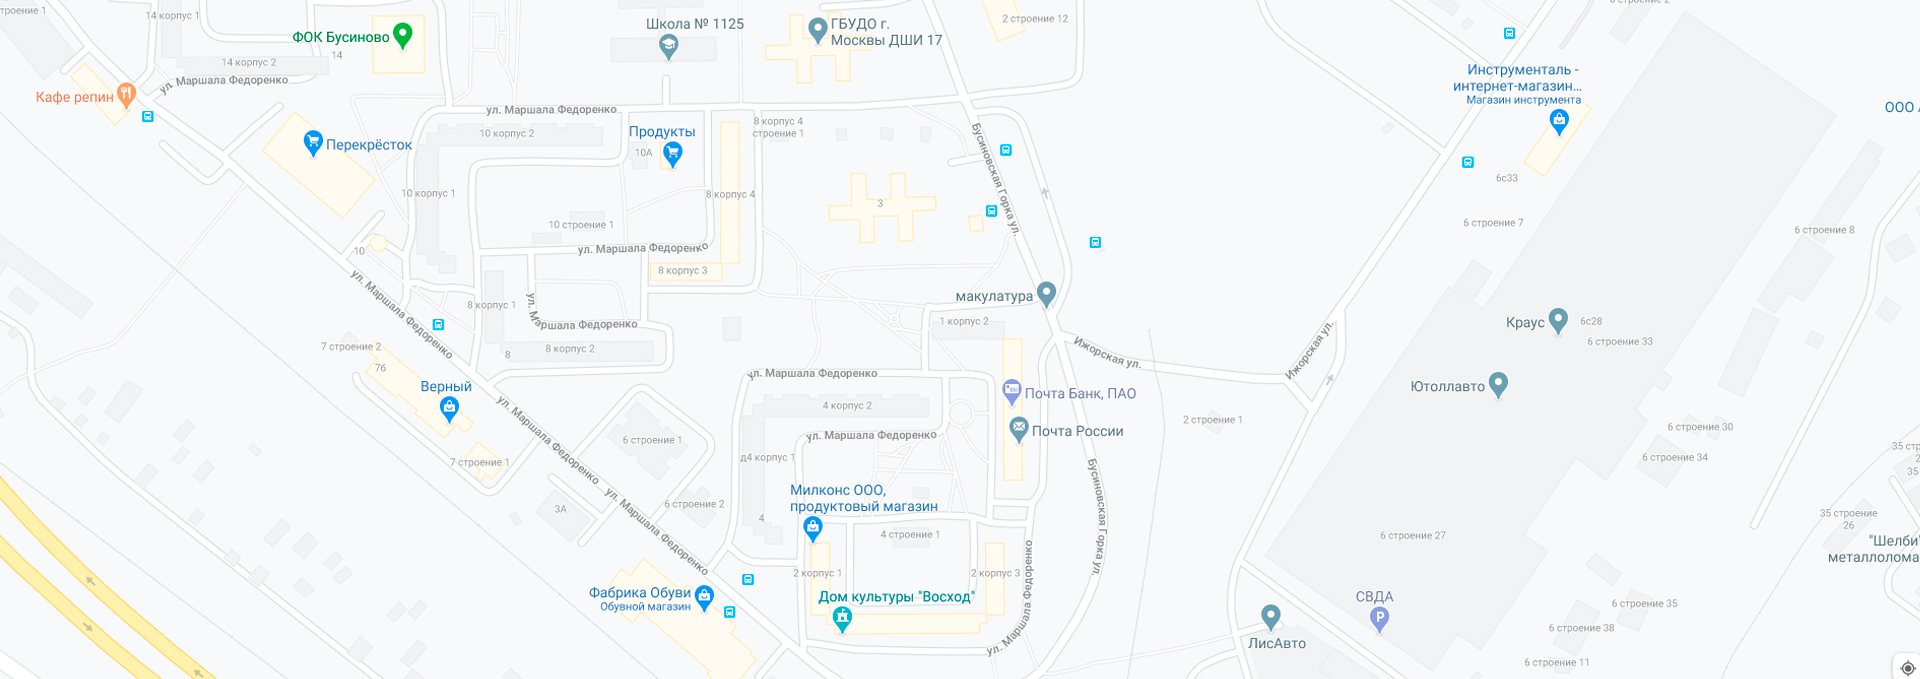 Школа № 1125
ГБУДО г.
Москвы ДШИ 17
2 строение 12
ФОК Бусиново
14
14 корпус 2
ул. Маршала Федоренко
Кафе репин
Инструменталь -
интернет-магазин...
Магазин инструмента
ООО
ул. Маршала Федоренко
10 корпус 2
Продукты
10А
8 корпус 4
строение 1
Перекрёсток
Бусиновская Горка ул.
6с33
10 корпус 1
8 корпус 4
3
10 строение 1
6 строение 7
6 строение 8
ул. Маршала Федоренко
10
8 корпус 3
ул. Маршала Федоренко
8 корпус 1
макулатура
1 корпус 2
ул. Маршала Федоренко
8 корпус 2
8
Краус
6с28
6 строение 33
7 строение 2
7б
Верный
Ижорская ул.
Ижорская ул.
ул. Маршала Федоренко
Почта Банк, ПАО
Ютоллавто
4 корпус 2
2 строение 1
Почта России
ул. Маршала Федоренко
6 строение 30
ул. Маршала Федоренко
6 строение 1
д4 корпус 1
7 строение 1
6 строение 34
35
35
Бусиновская Горка ул.
Милконс ООО,
продуктовый магазин
ул. Маршала Федоренко
6 строение 2
3А
4
4 строение 1
6 строение 27
35 строение
26
"Шелби"
металлолома
2 корпус 1
2 корпус 3
Фабрика Обуви
Обувной магазин
Дом культуры "Восход"
ул. Маршала Федоренко
СВДА
P
6 строение 35
6 строение 38
ЛисАвто
6 строение 11